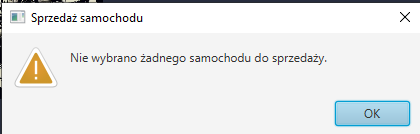 Sprzedaż samochodu
Nie wybrano żadnego samochodu do sprzedaży.
OK